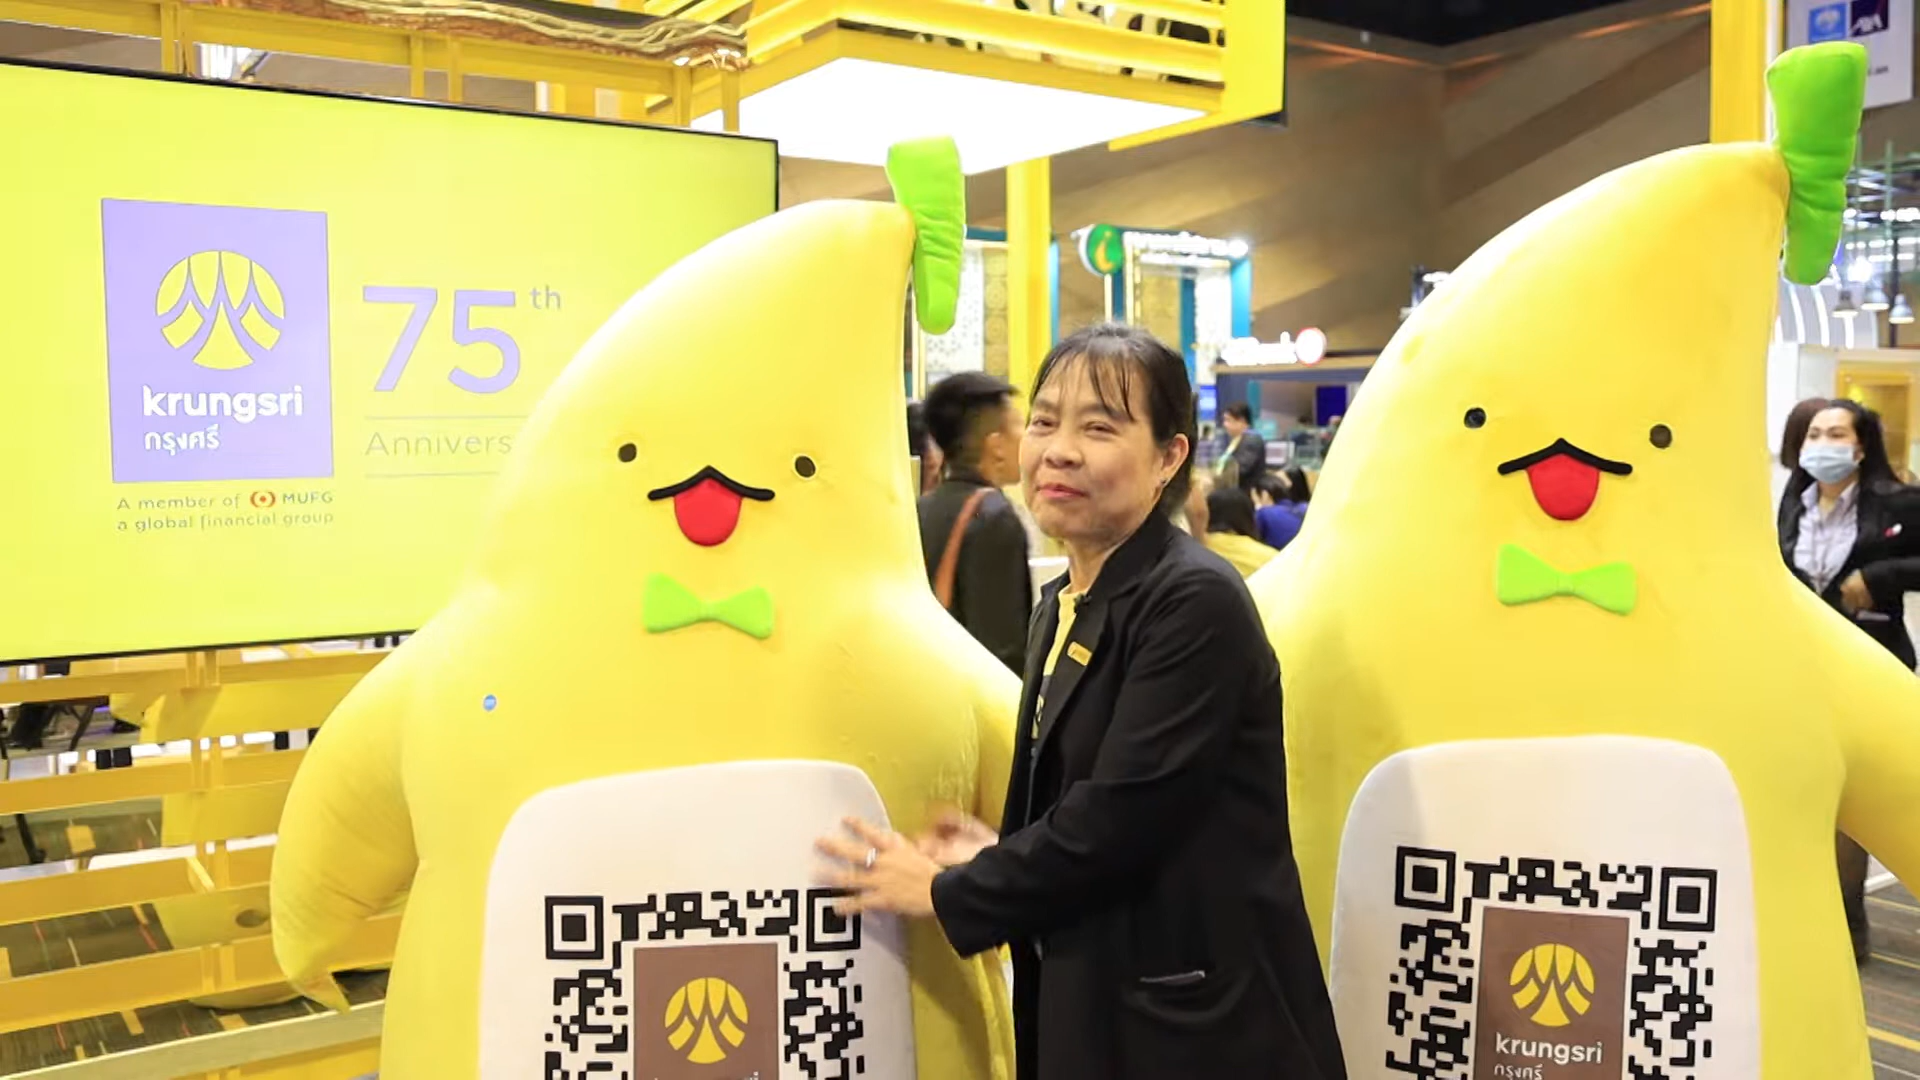 krungsri
กรุงศรี
75th
Annivers
A member of MUFG
a global financial group
AXA
krungsri
กรุงศรี